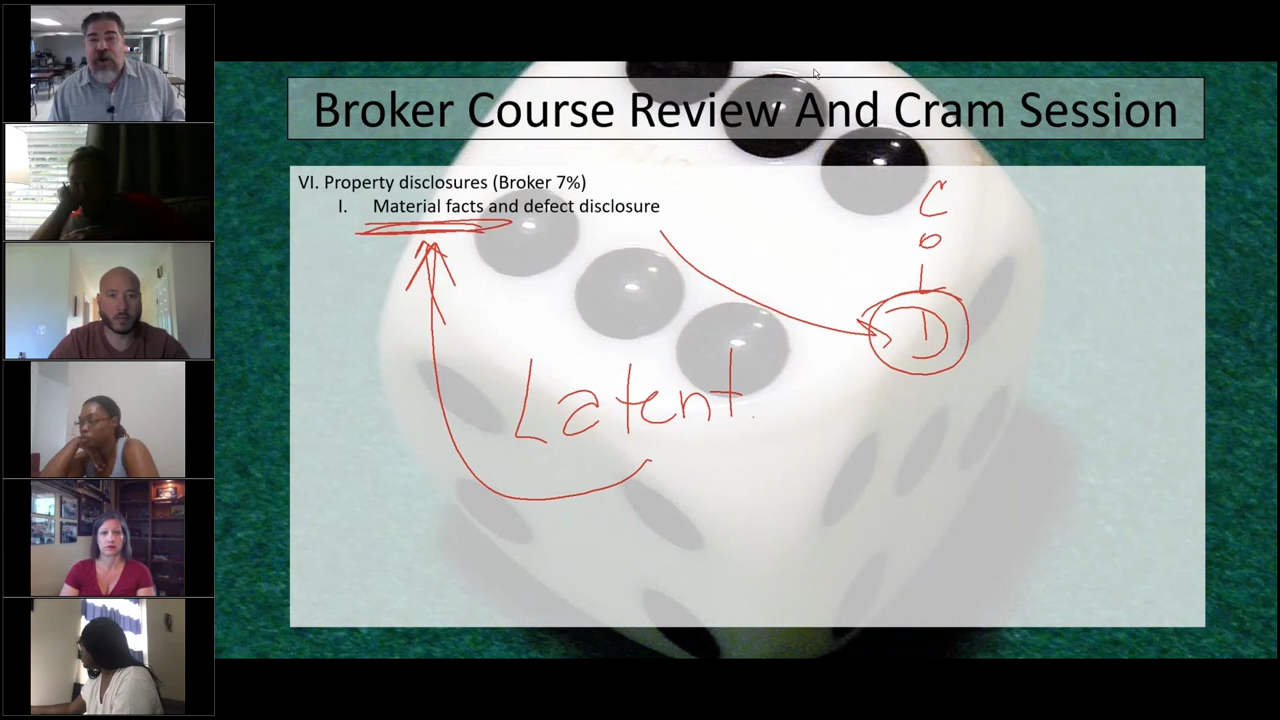 Broker Course Review And Cram Session
VI. Property disclosures (Broker 7%)
I. Material facts and defect disclosure
C
O
L
D
Latent